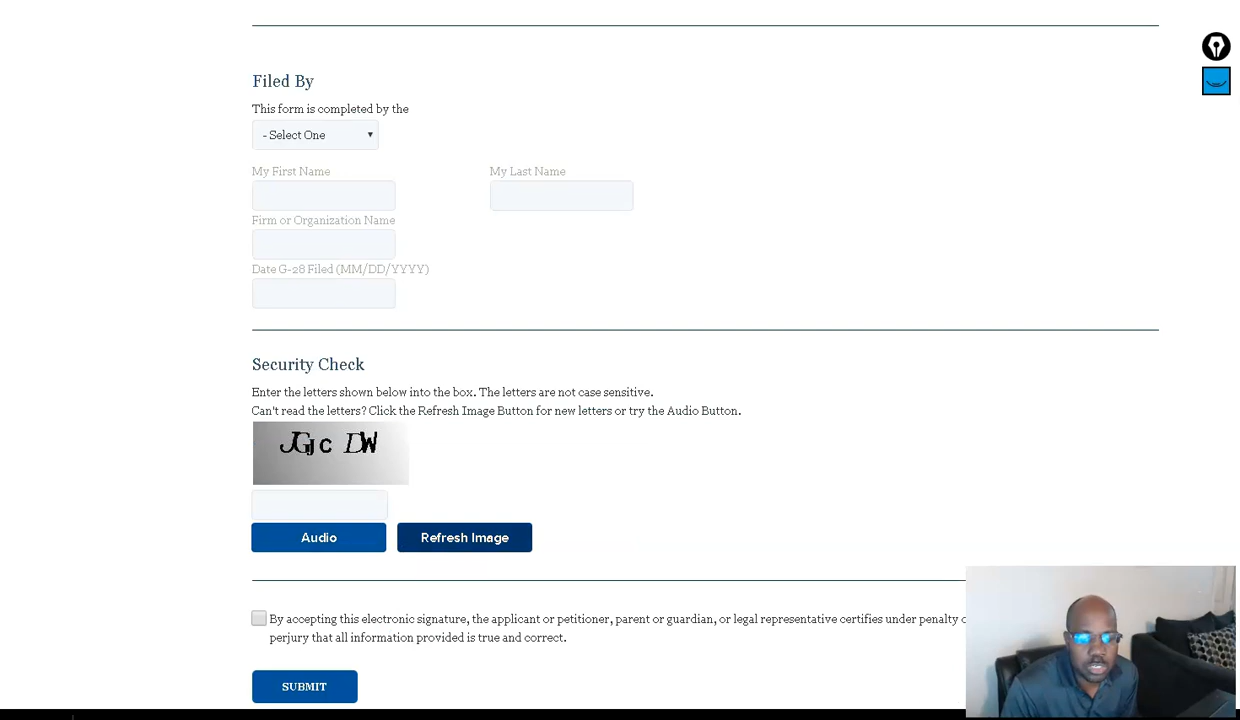 Filed By
This form is completed by the
- Select One
My First Name
My Last Name
Firm or Organization Name
Date G-28 Filed (MM/DD/YYYY)
Security Check
Enter the letters shown below into the box. The letters are not case sensitive.
Can't read the letters? Click the Refresh Image Button for new letters or try the Audio Button.
Audio
Refresh Image
By accepting this electronic signature, the applicant or petitioner, parent or guardian, or legal representative certifies under penalty
perjury that all information provided is true and correct.
SUBMIT